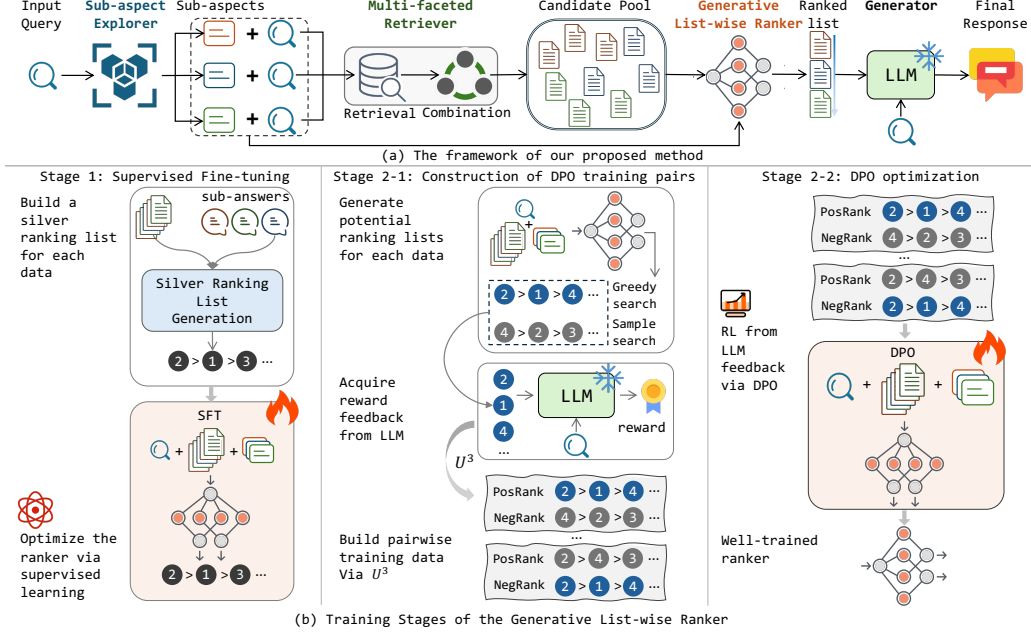 Input
Query
Sub-aspect
Explorer
Sub-aspects
Multi-faceted
Retriever
Candidate Pool
Generative
List-wise Ranker
Ranked
list
Generator
Final
Response
+
+
+
Retrieval
Combination
LLM
(a) The framework of our proposed method
Stage 1: Supervised Fine-tuning
Build a
silver
ranking list
for each
data
sub-answers
Silver Ranking
List
Generation
2 > 1 > 3 ...
SFT
+ +
Optimize the
ranker via
supervised
learning
2 > 1 > 3 ...
Stage 2-1: Construction of DPO training pairs
Generate
potential
ranking lists
for each data
+
2 > 1 > 4 ...
Greedy
search
4 > 2 > 3 ...
Sample
search
Acquire
reward
feedback
from LLM
2
1
4
...
LLM
reward
U³
Build pairwise
training data
Via U³
PosRank 2 > 1 > 4 ...
NegRank 4 > 2 > 3 ...
...
PosRank 2 > 4 > 3 ...
NegRank 2 > 1 > 4 ...
Stage 2-2: DPO optimization
PosRank 2 > 1 > 4 ...
NegRank 4 > 2 > 3 ...
...
PosRank 2 > 4 > 3 ...
NegRank 2 > 1 > 4 ...
RL from
LLM
feedback
via DPO
DPO
+ +
Well-trained
ranker
(b) Training Stages of the Generative List-wise Ranker